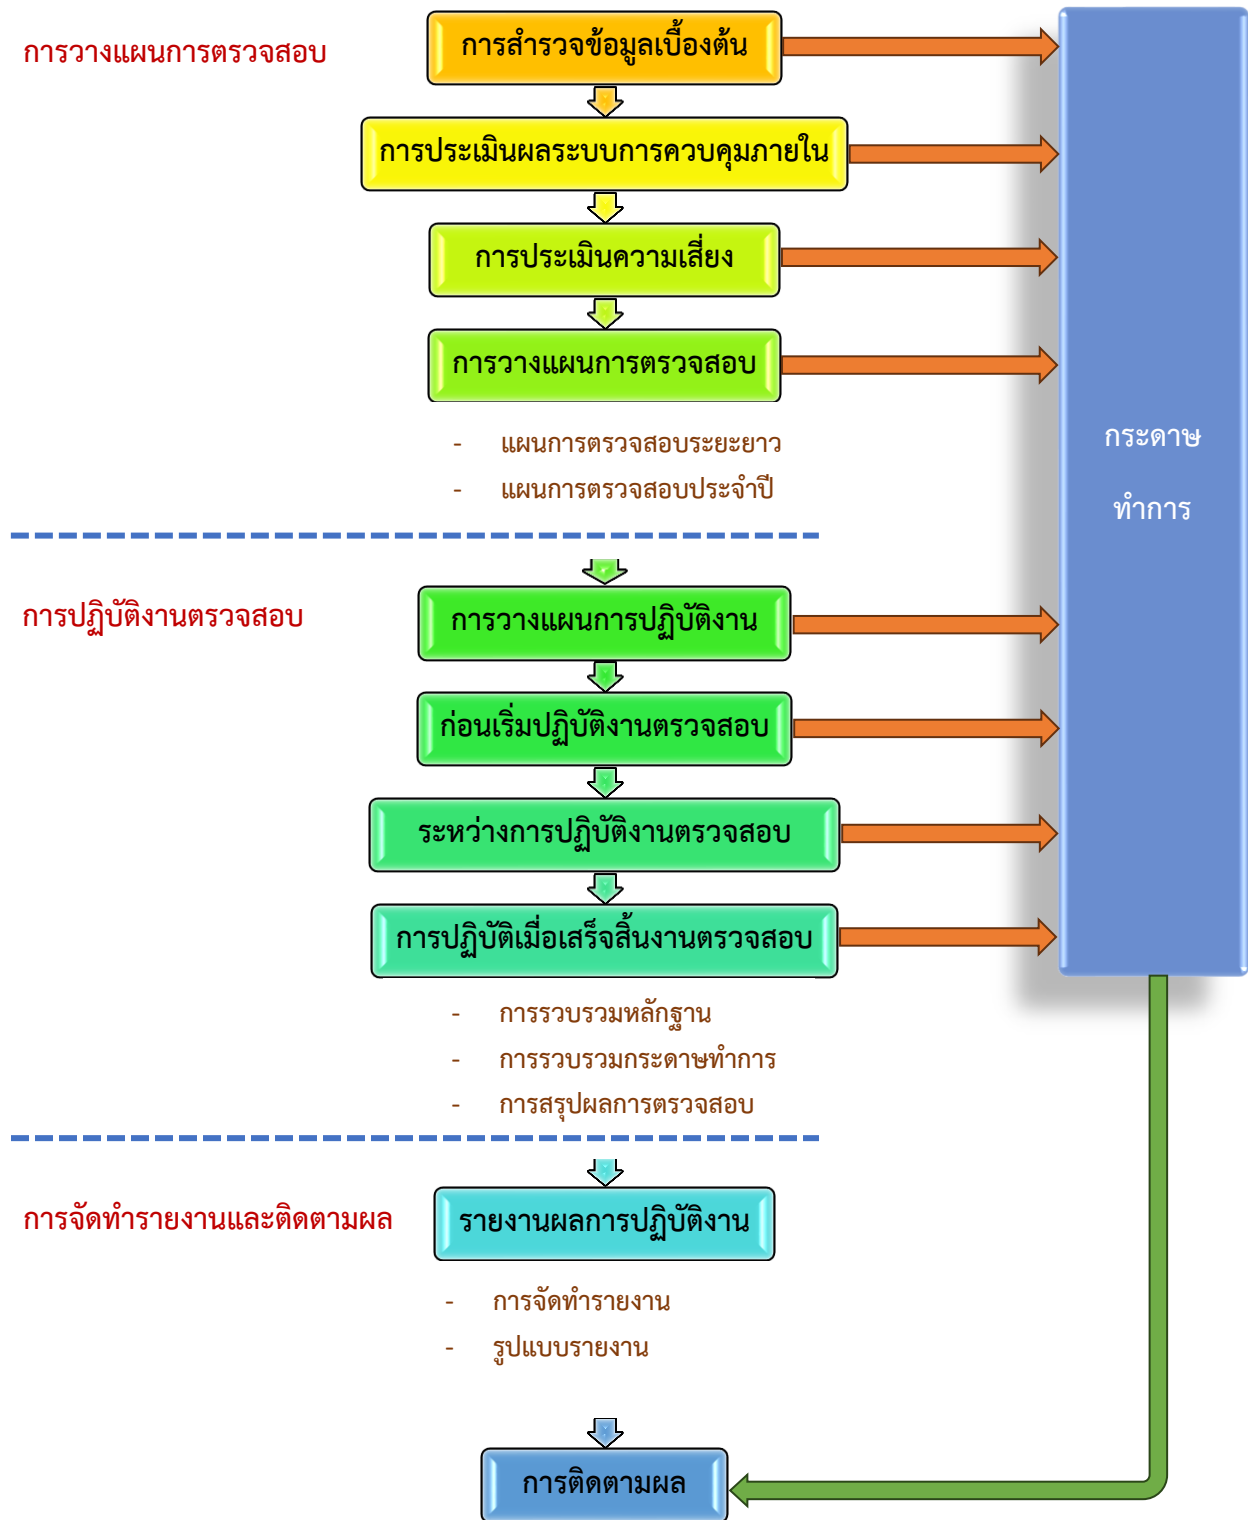 การวางแผนการตรวจสอบ
การสำรวจข้อมูลเบื้องต้น
การประเมินผลระบบการควบคุมภายใน
การประเมินความเสี่ยง
การวางแผนการตรวจสอบ
- แผนการตรวจสอบระยะยาว
- แผนการตรวจสอบประจำปี
กระดาษ
ทำการ
การปฏิบัติงานตรวจสอบ
การวางแผนการปฏิบัติงาน
ก่อนเริ่มปฏิบัติงานตรวจสอบ
ระหว่างการปฏิบัติงานตรวจสอบ
การปฏิบัติเมื่อเสร็จสิ้นงานตรวจสอบ
- การรวบรวมหลักฐาน
- การรวบรวมกระดาษทำการ
- การสรุปผลการตรวจสอบ
การจัดทำรายงานและติดตามผล
รายงานผลการปฏิบัติงาน
- การจัดทำรายงาน
- รูปแบบรายงาน
การติดตามผล